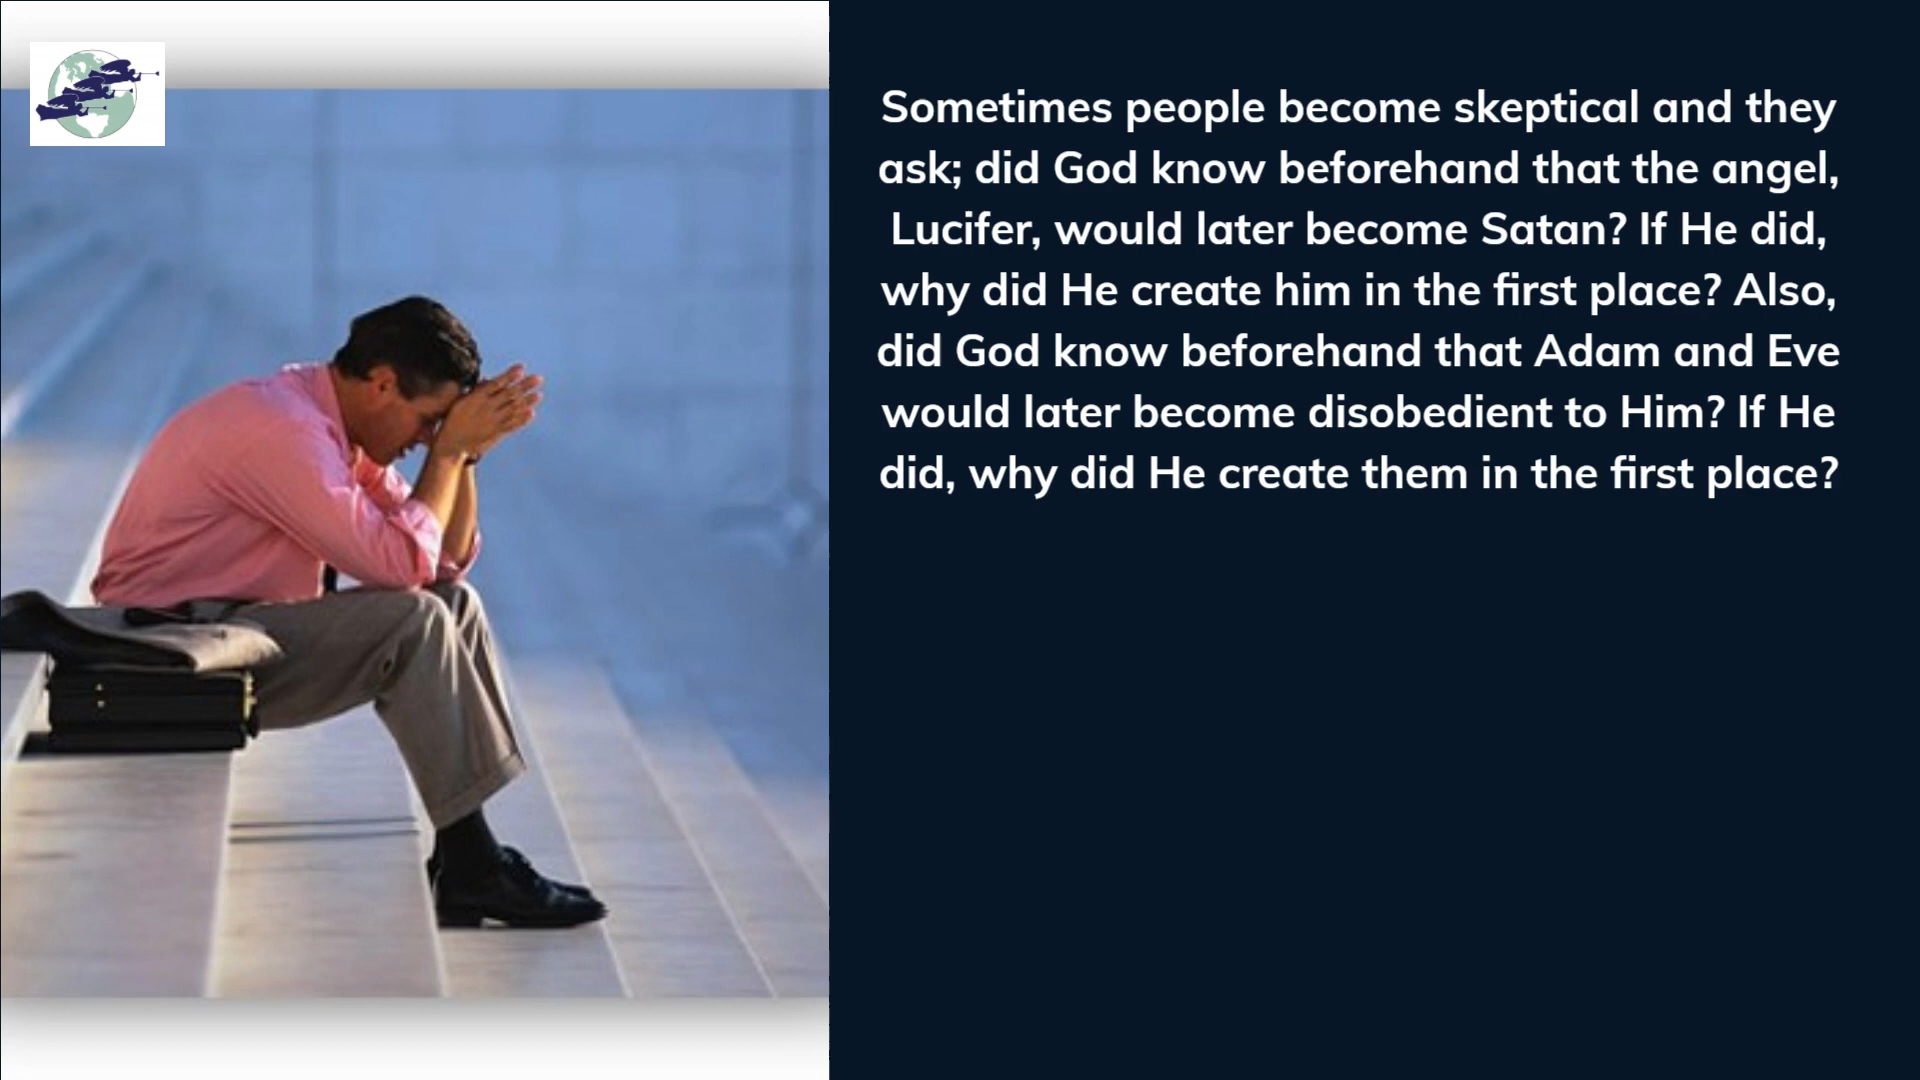 Sometimes people become skeptical and they
ask; did God know beforehand that the angel,
Lucifer, would later become Satan? If He did,
why did He create him in the first place? Also,
did God know beforehand that Adam and Eve
would later become disobedient to Him? If He
did, why did He create them in the first place?